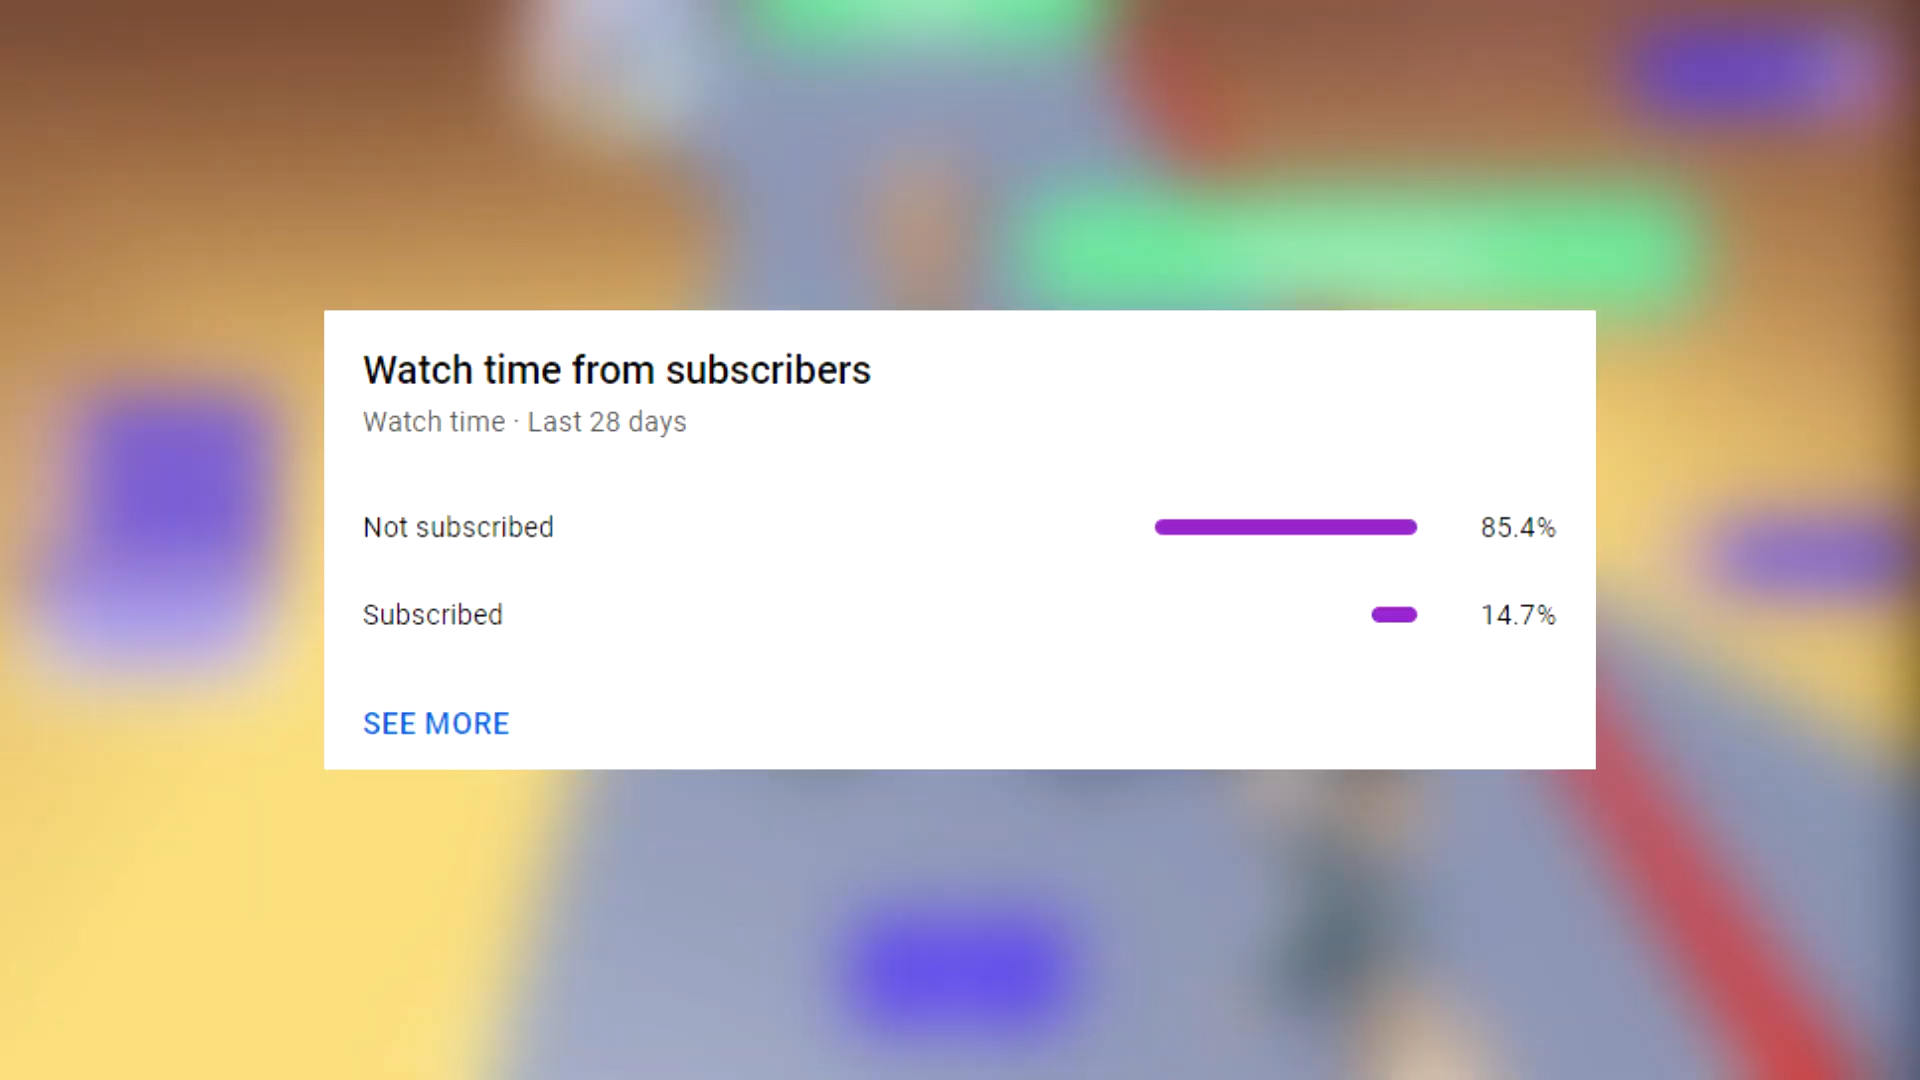 Watch time from subscribers
Watch time · Last 28 days
Not subscribed 85.4%
Subscribed 14.7%
SEE MORE